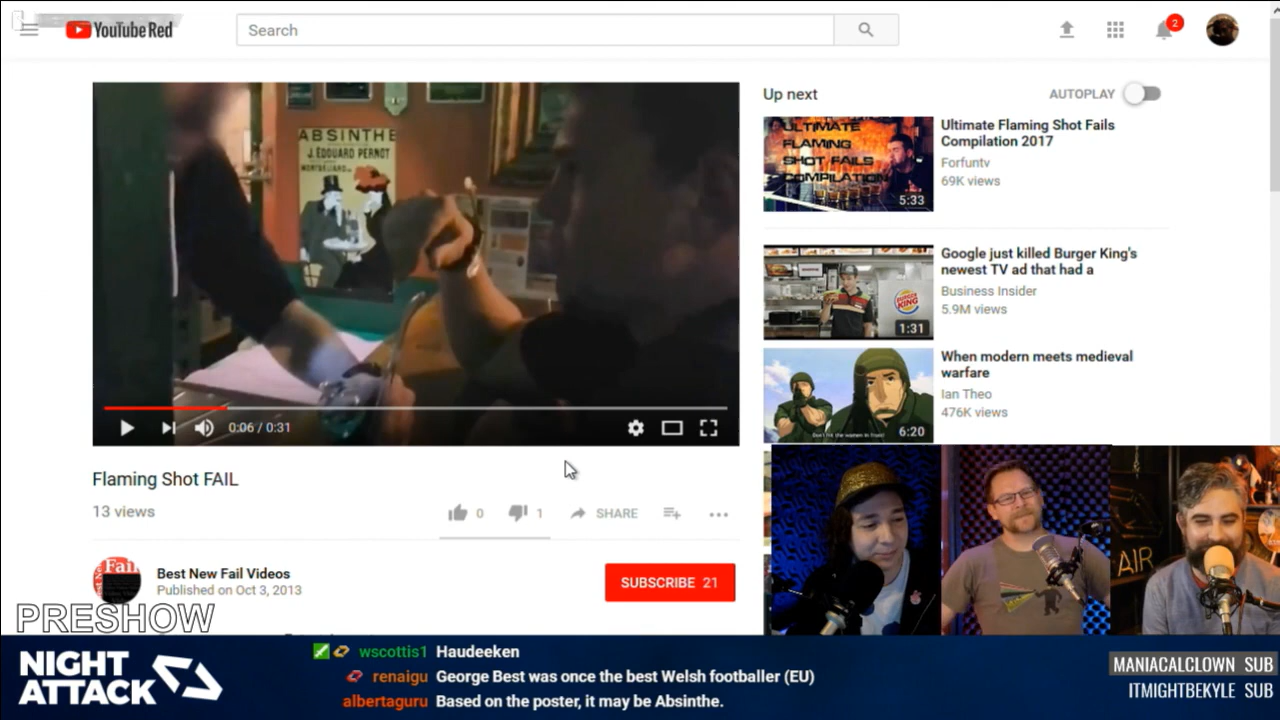 YouTube Red
Search
2
ABSINTHE
J. EDOUARD PERNOT
0:06 / 0:31
Flaming Shot FAIL
13 views
0
1
SHARE
Best New Fail Videos
Published on Oct 3, 2013
SUBSCRIBE 21
Up next
AUTOPLAY
ULTIMATE
FLAMING
SHOT FAILS
COMPILATION
5:33
Ultimate Flaming Shot Fails
Compilation 2017
Forfuntv
69K views
BURGER
KING
1:31
Google just killed Burger King's
newest TV ad that had a
Business Insider
5.9M views
6:20
When modern meets medieval
warfare
Ian Theo
476K views
AIR
PRESHOW
NIGHT
ATTACK
wscottis1 Haudeeken
renaigu George Best was once the best Welsh footballer (EU)
albertaguru Based on the poster, it may be Absinthe.
MANIACALCLOWN SUB
ITMIGHTBEKYLE SUB